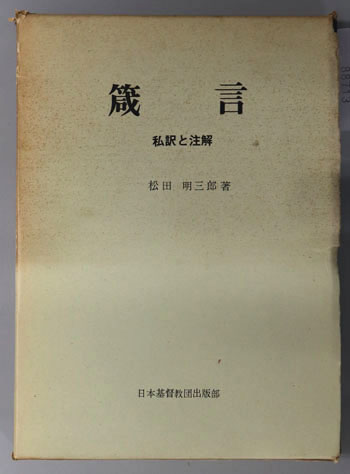 箴言
私訳と注解
松田 明三郎著
日本基督教団出版部